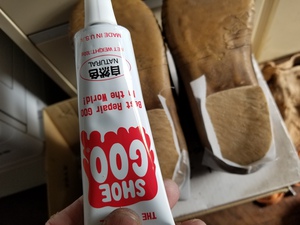 THE
SHOE
GOO
Best Repair Goo
in the World!
自然色
NATURAL
NET WEIGHT
MADE IN U.S.A.